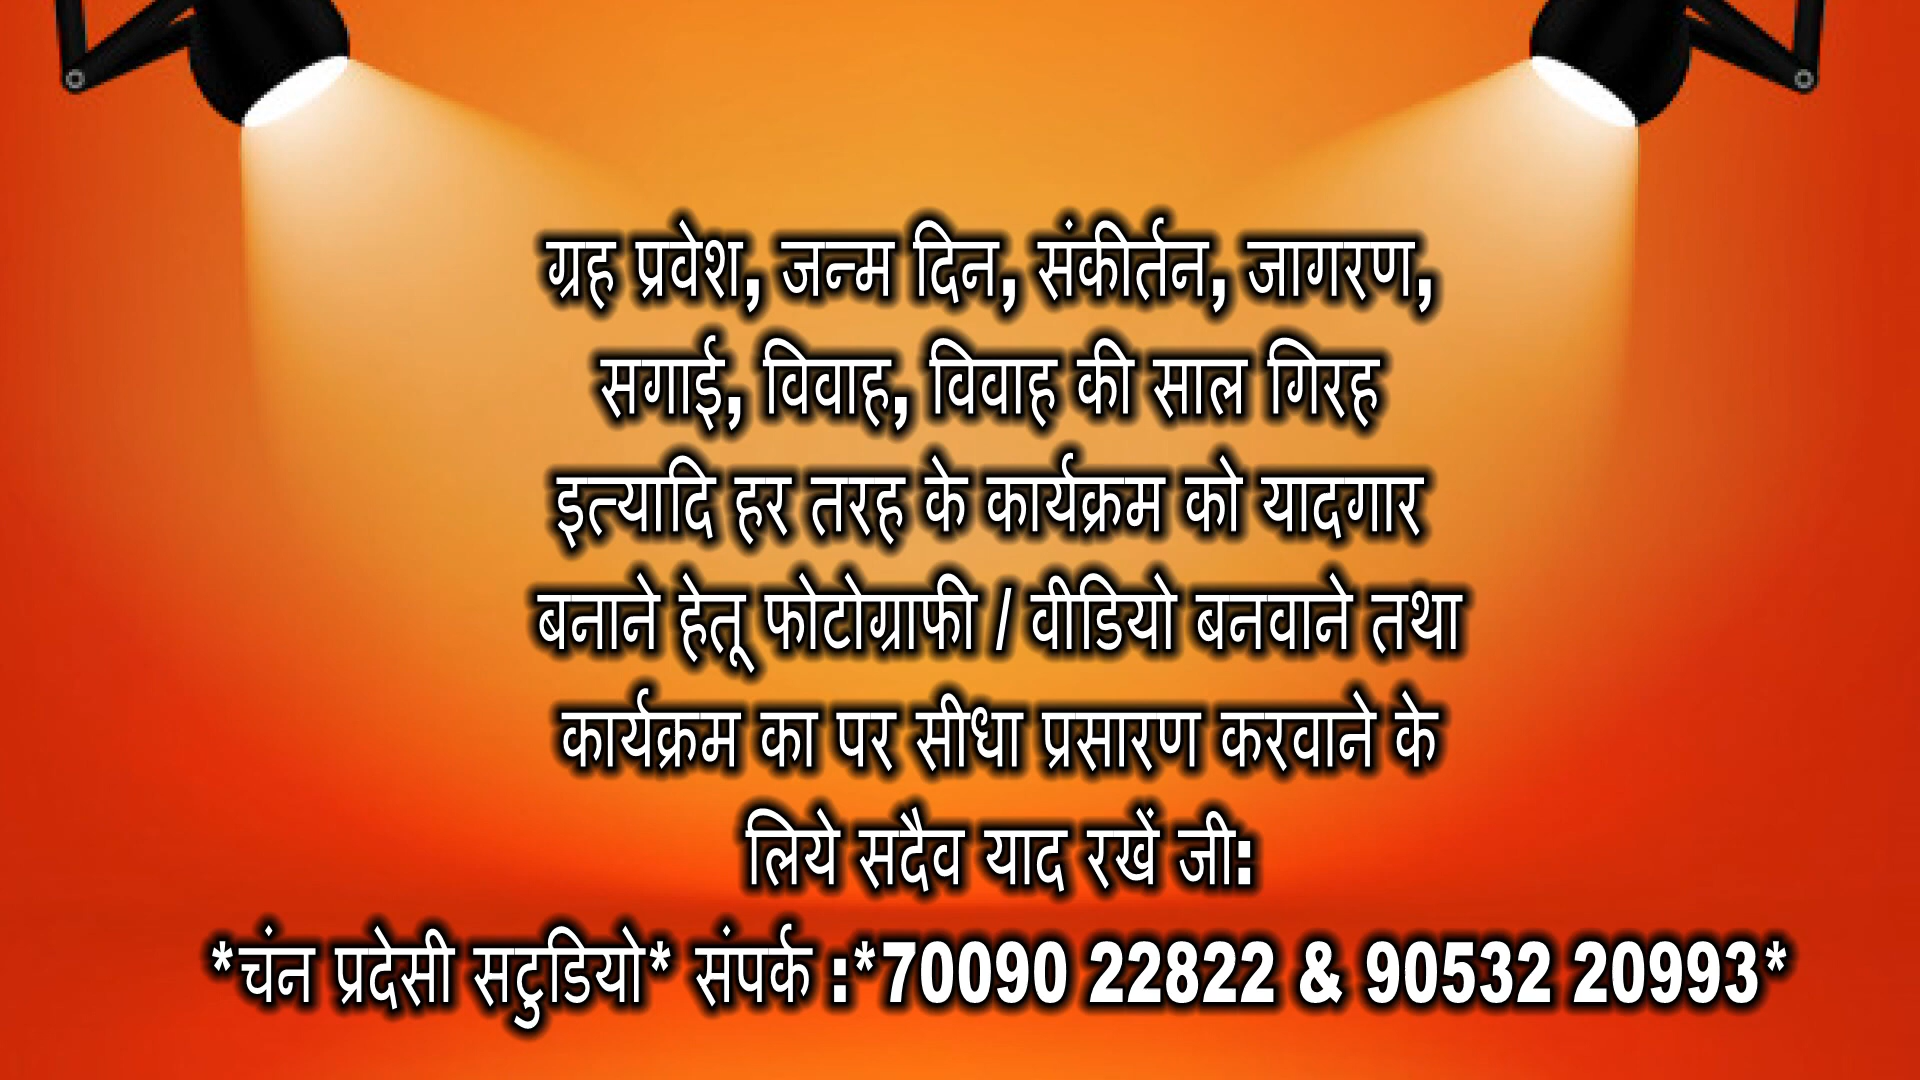 ग्रह प्रवेश, जन्म दिन, संकीर्तन, जागरण,
सगाई, विवाह, विवाह की साल गिरह
इत्यादि हर तरह के कार्यक्रम को यादगार
बनाने हेतू फोटोग्राफी / वीडियो बनवाने तथा
कार्यक्रम का पर सीधा प्रसारण करवाने के
लिये सदैव याद रखें जी:
*चंन प्रदेसी सटुडियो* संपर्क :*70090 22822 & 90532 20993*